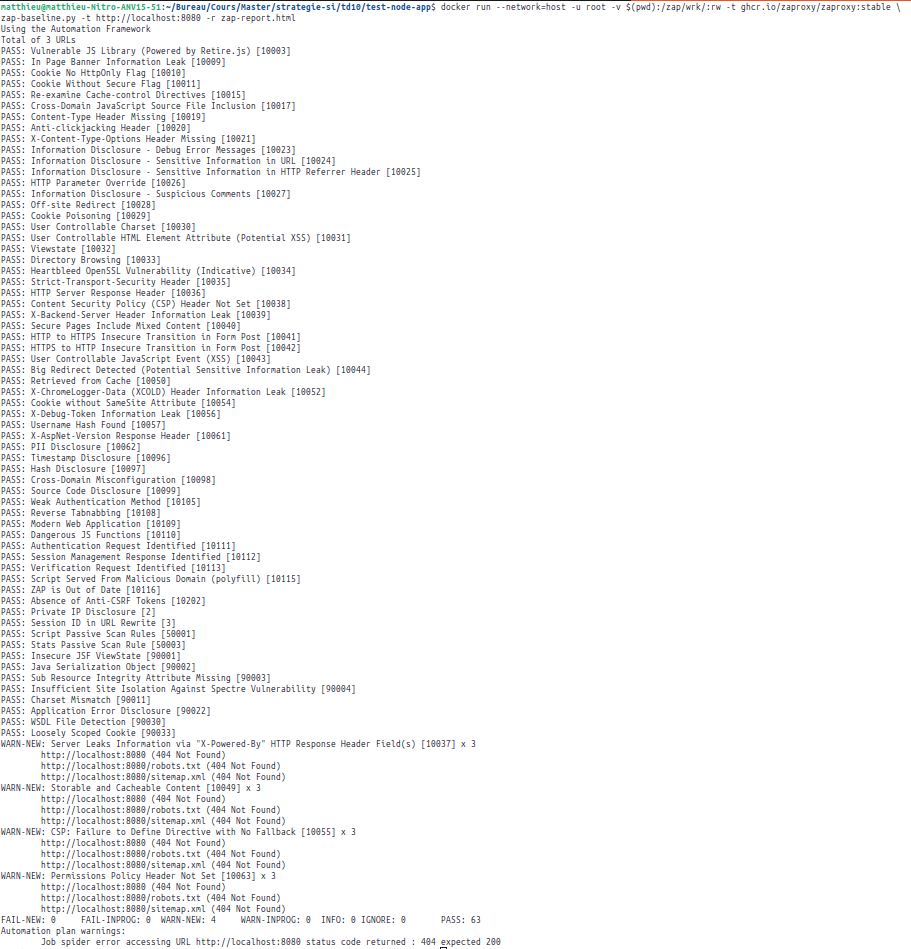 matthieu@matthieu-Nitro-ANV15-51:~/Bureau/Cours/Master/strategie-si/td10/test-node-app$ docker run --network=host -u root -v $(pwd):/zap/wrk/:rw -t ghcr.io/zaproxy/zaproxy:stable \
zap-baseline.py -t http://localhost:8080 -r zap-report.html
Using the Automation Framework
Total of 3 URLs
PASS: Vulnerable JS Library (Powered by Retire.js) [10003]
PASS: In Page Banner Information Leak [10009]
PASS: Cookie No HttpOnly Flag [10010]
PASS: Cookie Without Secure Flag [10011]
PASS: Re-examine Cache-control Directives [10015]
PASS: Cross-Domain JavaScript Source File Inclusion [10017]
PASS: Content-Type Header Missing [10019]
PASS: Anti-clickjacking Header [10020]
PASS: X-Content-Type-Options Header Missing [10021]
PASS: Information Disclosure - Debug Error Messages [10023]
PASS: Information Disclosure - Sensitive Information in URL [10024]
PASS: Information Disclosure - Sensitive Information in HTTP Referrer Header [10025]
PASS: HTTP Parameter Override [10026]
PASS: Information Disclosure - Suspicious Comments [10027]
PASS: Off-site Redirect [10028]
PASS: Cookie Poisoning [10029]
PASS: User Controllable Charset [10030]
PASS: User Controllable HTML Element Attribute (Potential XSS) [10031]
PASS: Viewstate [10032]
PASS: Directory Browsing [10033]
PASS: Heartbleed OpenSSL Vulnerability (Indicative) [10034]
PASS: Strict-Transport-Security Header [10035]
PASS: HTTP Server Response Header [10036]
PASS: Content Security Policy (CSP) Header Not Set [10038]
PASS: X-Backend-Server Header Information Leak [10039]
PASS: Secure Pages Include Mixed Content [10040]
PASS: HTTP to HTTPS Insecure Transition in Form Post [10041]
PASS: HTTPS to HTTP Insecure Transition in Form Post [10042]
PASS: User Controllable JavaScript Event (XSS) [10043]
PASS: Big Redirect Detected (Potential Sensitive Information Leak) [10044]
PASS: Retrieved from Cache [10050]
PASS: X-ChromeLogger-Data (XCOLD) Header Information Leak [10052]
PASS: Cookie without SameSite Attribute [10054]
PASS: X-Debug-Token Information Leak [10056]
PASS: Username Hash Found [10057]
PASS: X-AspNet-Version Response Header [10061]
PASS: PII Disclosure [10062]
PASS: Timestamp Disclosure [10096]
PASS: Hash Disclosure [10097]
PASS: Cross-Domain Misconfiguration [10098]
PASS: Source Code Disclosure [10099]
PASS: Weak Authentication Method [10105]
PASS: Reverse Tabnabbing [10108]
PASS: Modern Web Application [10109]
PASS: Dangerous JS Functions [10110]
PASS: Authentication Request Identified [10111]
PASS: Session Management Response Identified [10112]
PASS: Verification Request Identified [10113]
PASS: Script Served From Malicious Domain (polyfill) [10115]
PASS: ZAP is Out of Date [10116]
PASS: Absence of Anti-CSRF Tokens [10202]
PASS: Private IP Disclosure [2]
PASS: Session ID in URL Rewrite [3]
PASS: Script Passive Scan Rules [50001]
PASS: Stats Passive Scan Rule [50003]
PASS: Insecure JSF ViewState [90001]
PASS: Java Serialization Object [90002]
PASS: Sub Resource Integrity Attribute Missing [90003]
PASS: Insufficient Site Isolation Against Spectre Vulnerability [90004]
PASS: Charset Mismatch [90011]
PASS: Application Error Disclosure [90022]
PASS: WSDL File Detection [90030]
PASS: Loosely Scoped Cookie [90033]
WARN-NEW: Server Leaks Information via "X-Powered-By" HTTP Response Header Field(s) [10037] x 3
http://localhost:8080 (404 Not Found)
http://localhost:8080/robots.txt (404 Not Found)
http://localhost:8080/sitemap.xml (404 Not Found)
WARN-NEW: Storable and Cacheable Content [10049] x 3
http://localhost:8080 (404 Not Found)
http://localhost:8080/robots.txt (404 Not Found)
http://localhost:8080/sitemap.xml (404 Not Found)
WARN-NEW: CSP: Failure to Define Directive with No Fallback [10055] x 3
http://localhost:8080 (404 Not Found)
http://localhost:8080/robots.txt (404 Not Found)
http://localhost:8080/sitemap.xml (404 Not Found)
WARN-NEW: Permissions Policy Header Not Set [10063] x 3
http://localhost:8080 (404 Not Found)
http://localhost:8080/robots.txt (404 Not Found)
http://localhost:8080/sitemap.xml (404 Not Found)
FAIL-NEW: 0 FAIL-INPROG: 0 WARN-NEW: 4 WARN-INPROG: 0 INFO: 0 IGNORE: 0 PASS: 63
Automation plan warnings:
Job spider error accessing URL http://localhost:8080 status code returned : 404 expected 200